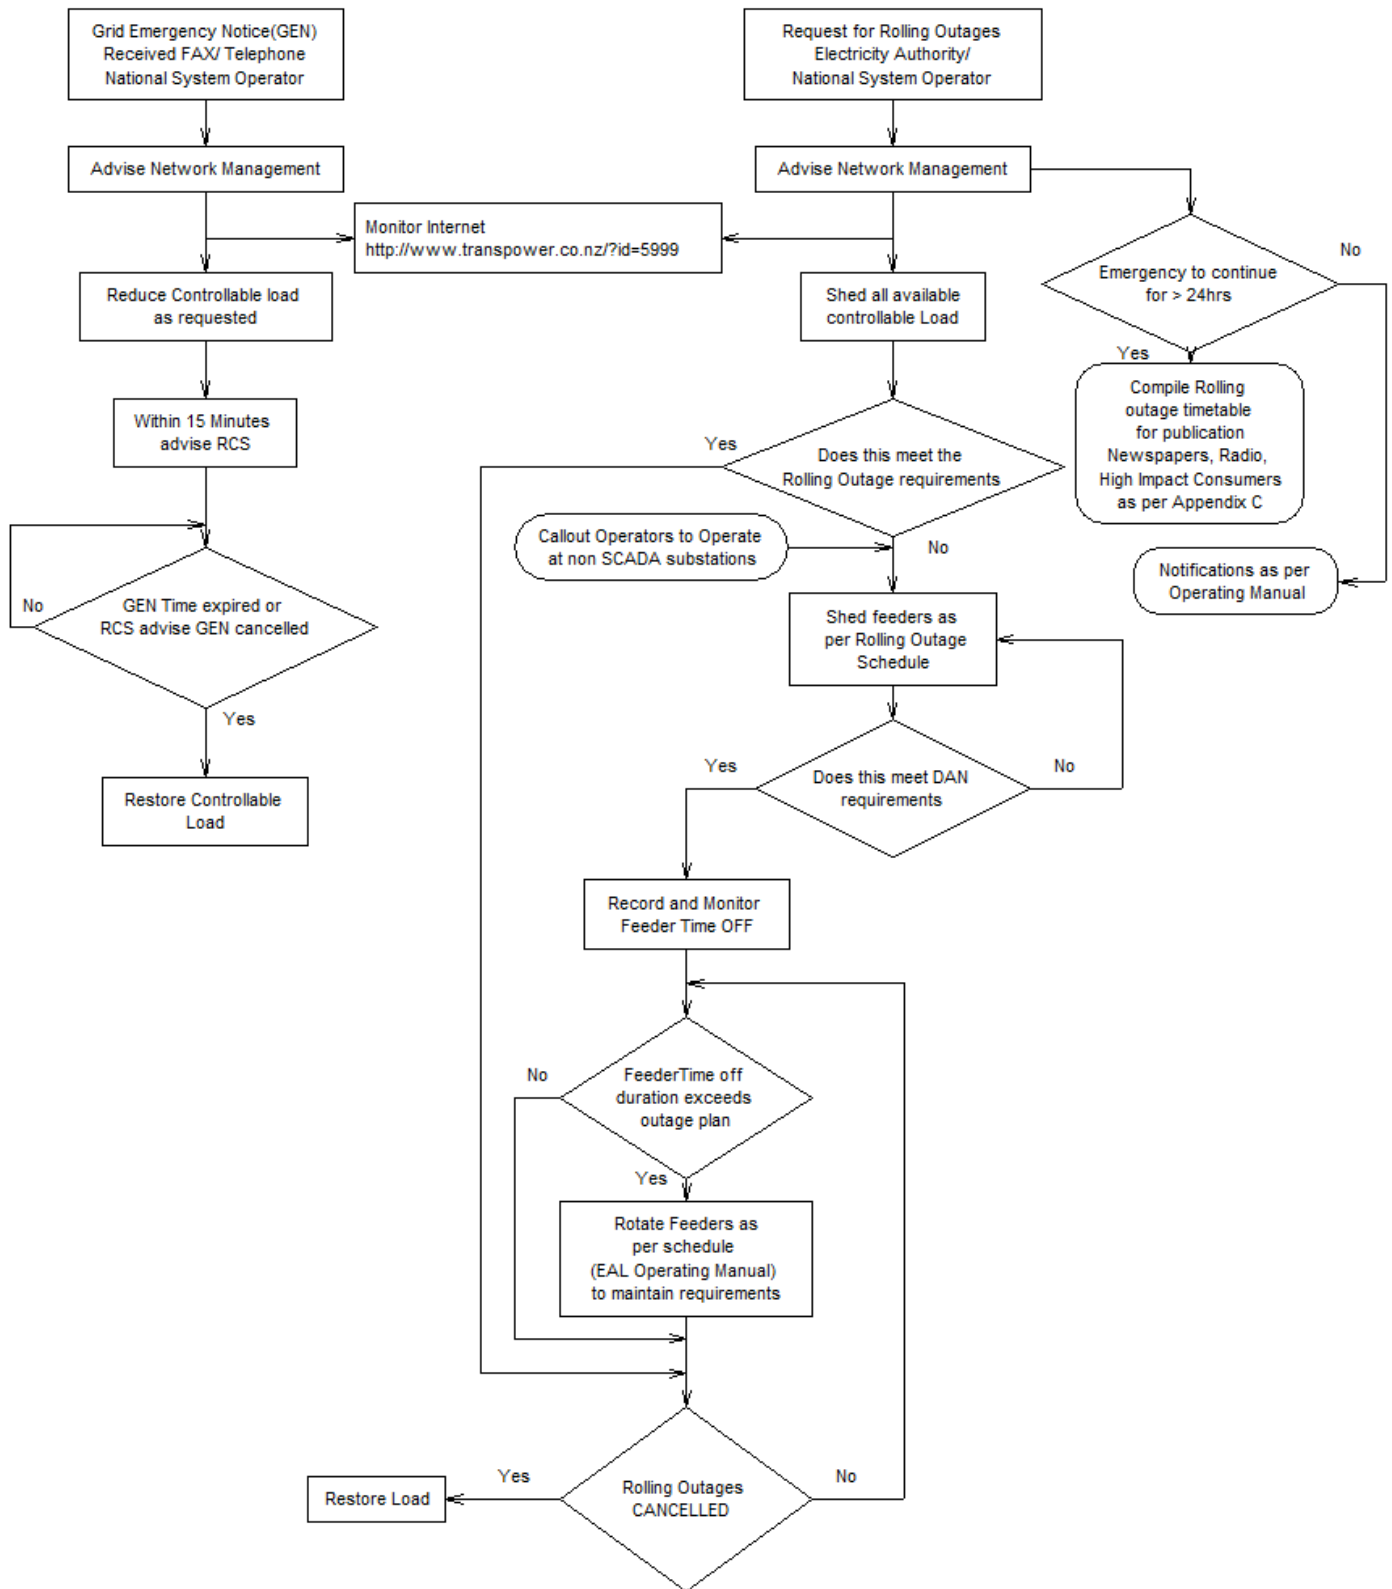 Grid Emergency Notice(GEN)
Received FAX/ Telephone
National System Operator
Request for Rolling Outages
Electricity Authority/
National System Operator
Advise Network Management
Advise Network Management
Monitor Internet
http://www.transpower.co.nz/?id=5999
No
Emergency to continue
for > 24hrs
Reduce Controllable load
as requested
Shed all available
controllable Load
Yes
Compile Rolling
outage timetable
for publication
Newspapers, Radio,
High Impact Consumers
as per Appendix C
Within 15 Minutes
advise RCS
Yes
Does this meet the
Rolling Outage requirements
Callout Operators to Operate
at non SCADA substations
No
Notifications as per
Operating Manual
No
GEN Time expired or
RCS advise GEN cancelled
Shed feeders as
per Rolling Outage
Schedule
Yes
Yes
Does this meet DAN
requirements
No
Restore Controllable
Load
Record and Monitor
Feeder Time OFF
No
FeederTime off
duration exceeds
outage plan
Yes
Rotate Feeders as
per schedule
(EAL Operating Manual)
to maintain requirements
Yes
No
Restore Load
Rolling Outages
CANCELLED